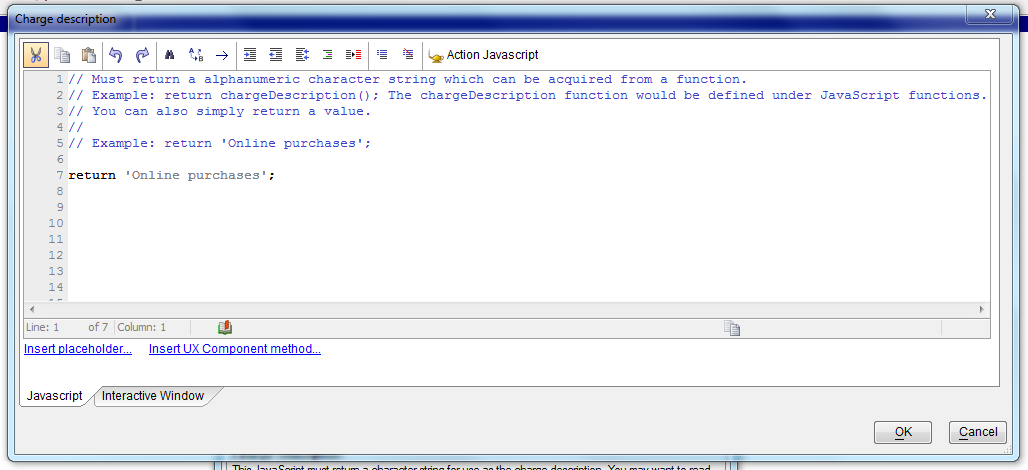 Charge description
Action Javascript
1 // Must return a alphanumeric character string which can be acquired from a function.
2 // Example: return chargeDescription(); The chargeDescription function would be defined under JavaScript functions.
3 // You can also simply return a value.
4 //
5 // Example: return 'Online purchases';
6
7 return 'Online purchases';
8
9
10
11
12
13
14
Line: 1 of 7 Column: 1
Insert placeholder... Insert UX Component method...
Javascript Interactive Window
OK Cancel
This JavaScript must return a character string for use as the charge description. You may want to read